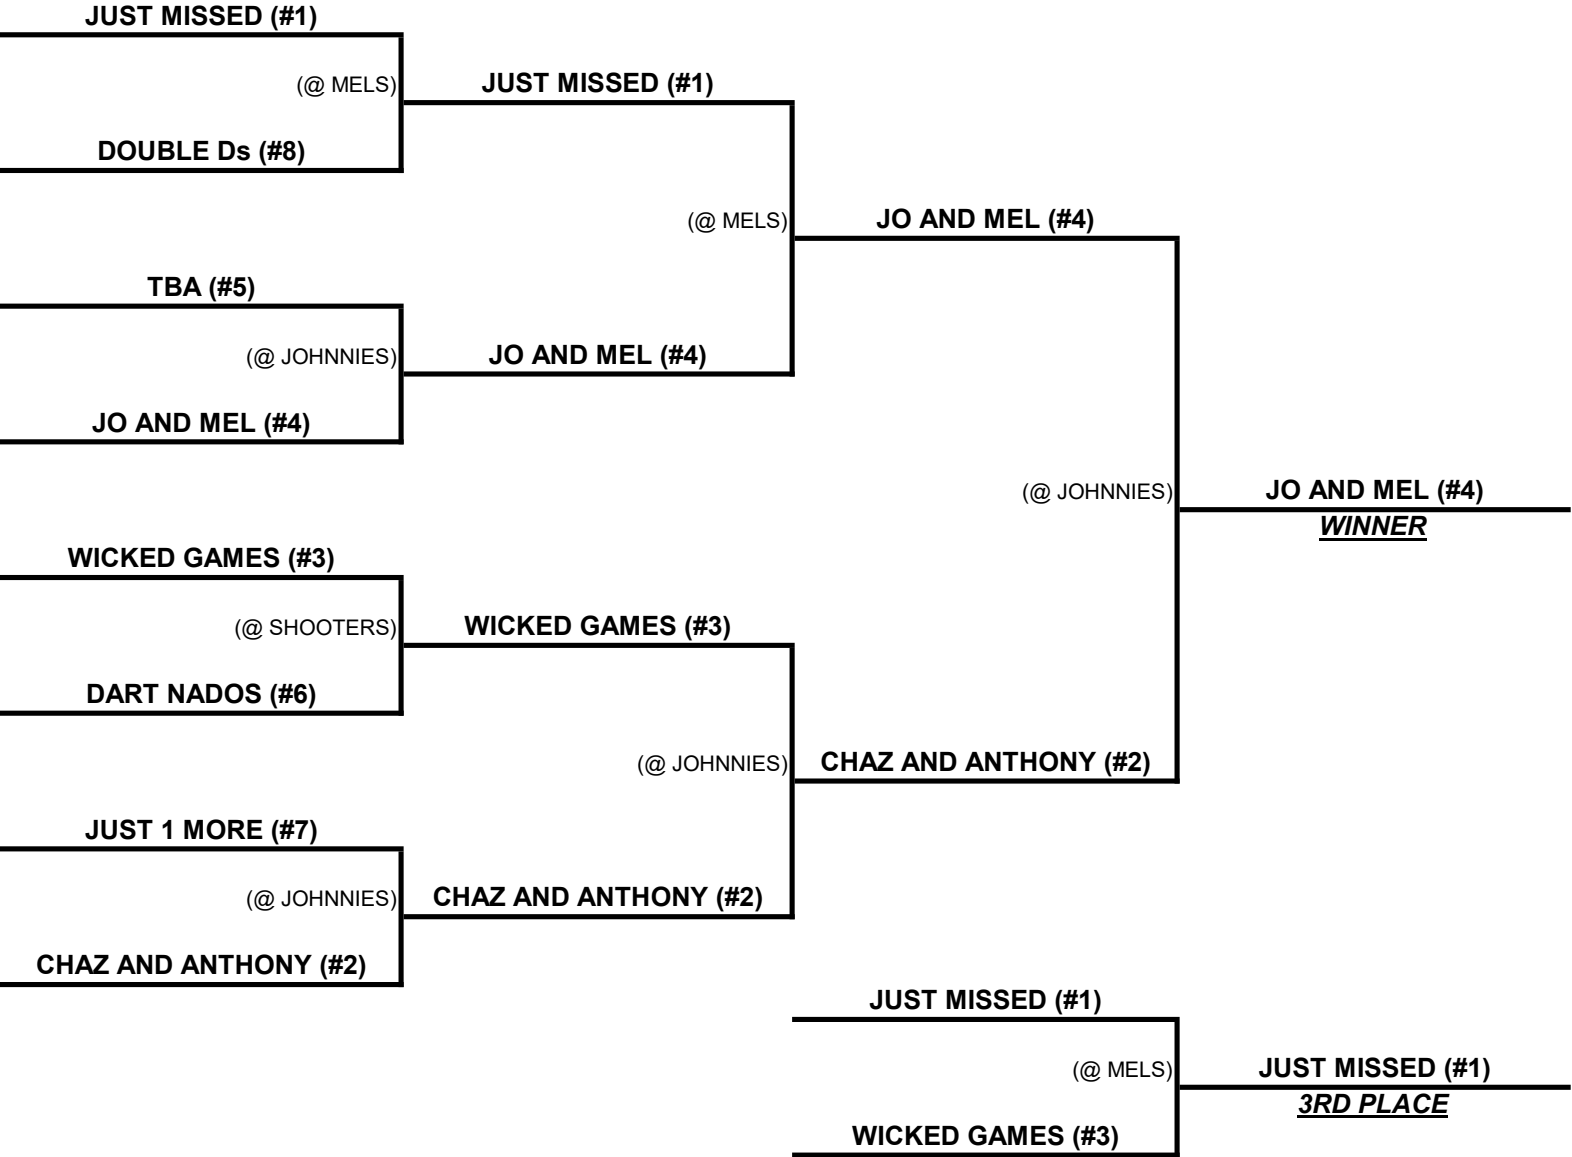 JUST MISSED (#1)
(@ MELS)
JUST MISSED (#1)
DOUBLE Ds (#8)
(@ MELS)
JO AND MEL (#4)
TBA (#5)
(@ JOHNNIES)
JO AND MEL (#4)
JO AND MEL (#4)
(@ JOHNNIES)
JO AND MEL (#4)
WINNER
WICKED GAMES (#3)
(@ SHOOTERS)
WICKED GAMES (#3)
DART NADOS (#6)
(@ JOHNNIES)
CHAZ AND ANTHONY (#2)
JUST 1 MORE (#7)
(@ JOHNNIES)
CHAZ AND ANTHONY (#2)
CHAZ AND ANTHONY (#2)
JUST MISSED (#1)
(@ MELS)
JUST MISSED (#1)
3RD PLACE
WICKED GAMES (#3)